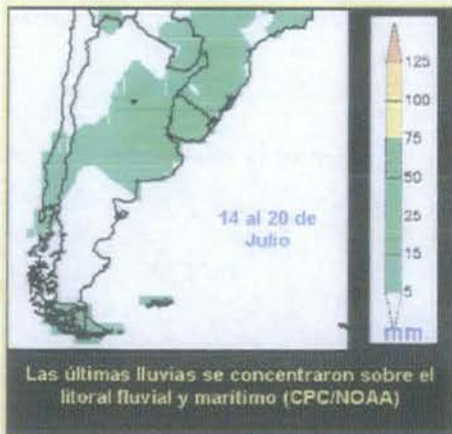 125
100
75
50
25
15
5
mm
14 al 20 de
Julio
Las últimas lluvias se concentraron sobre el
litoral fluvial y marítimo (CPC/NOAA)